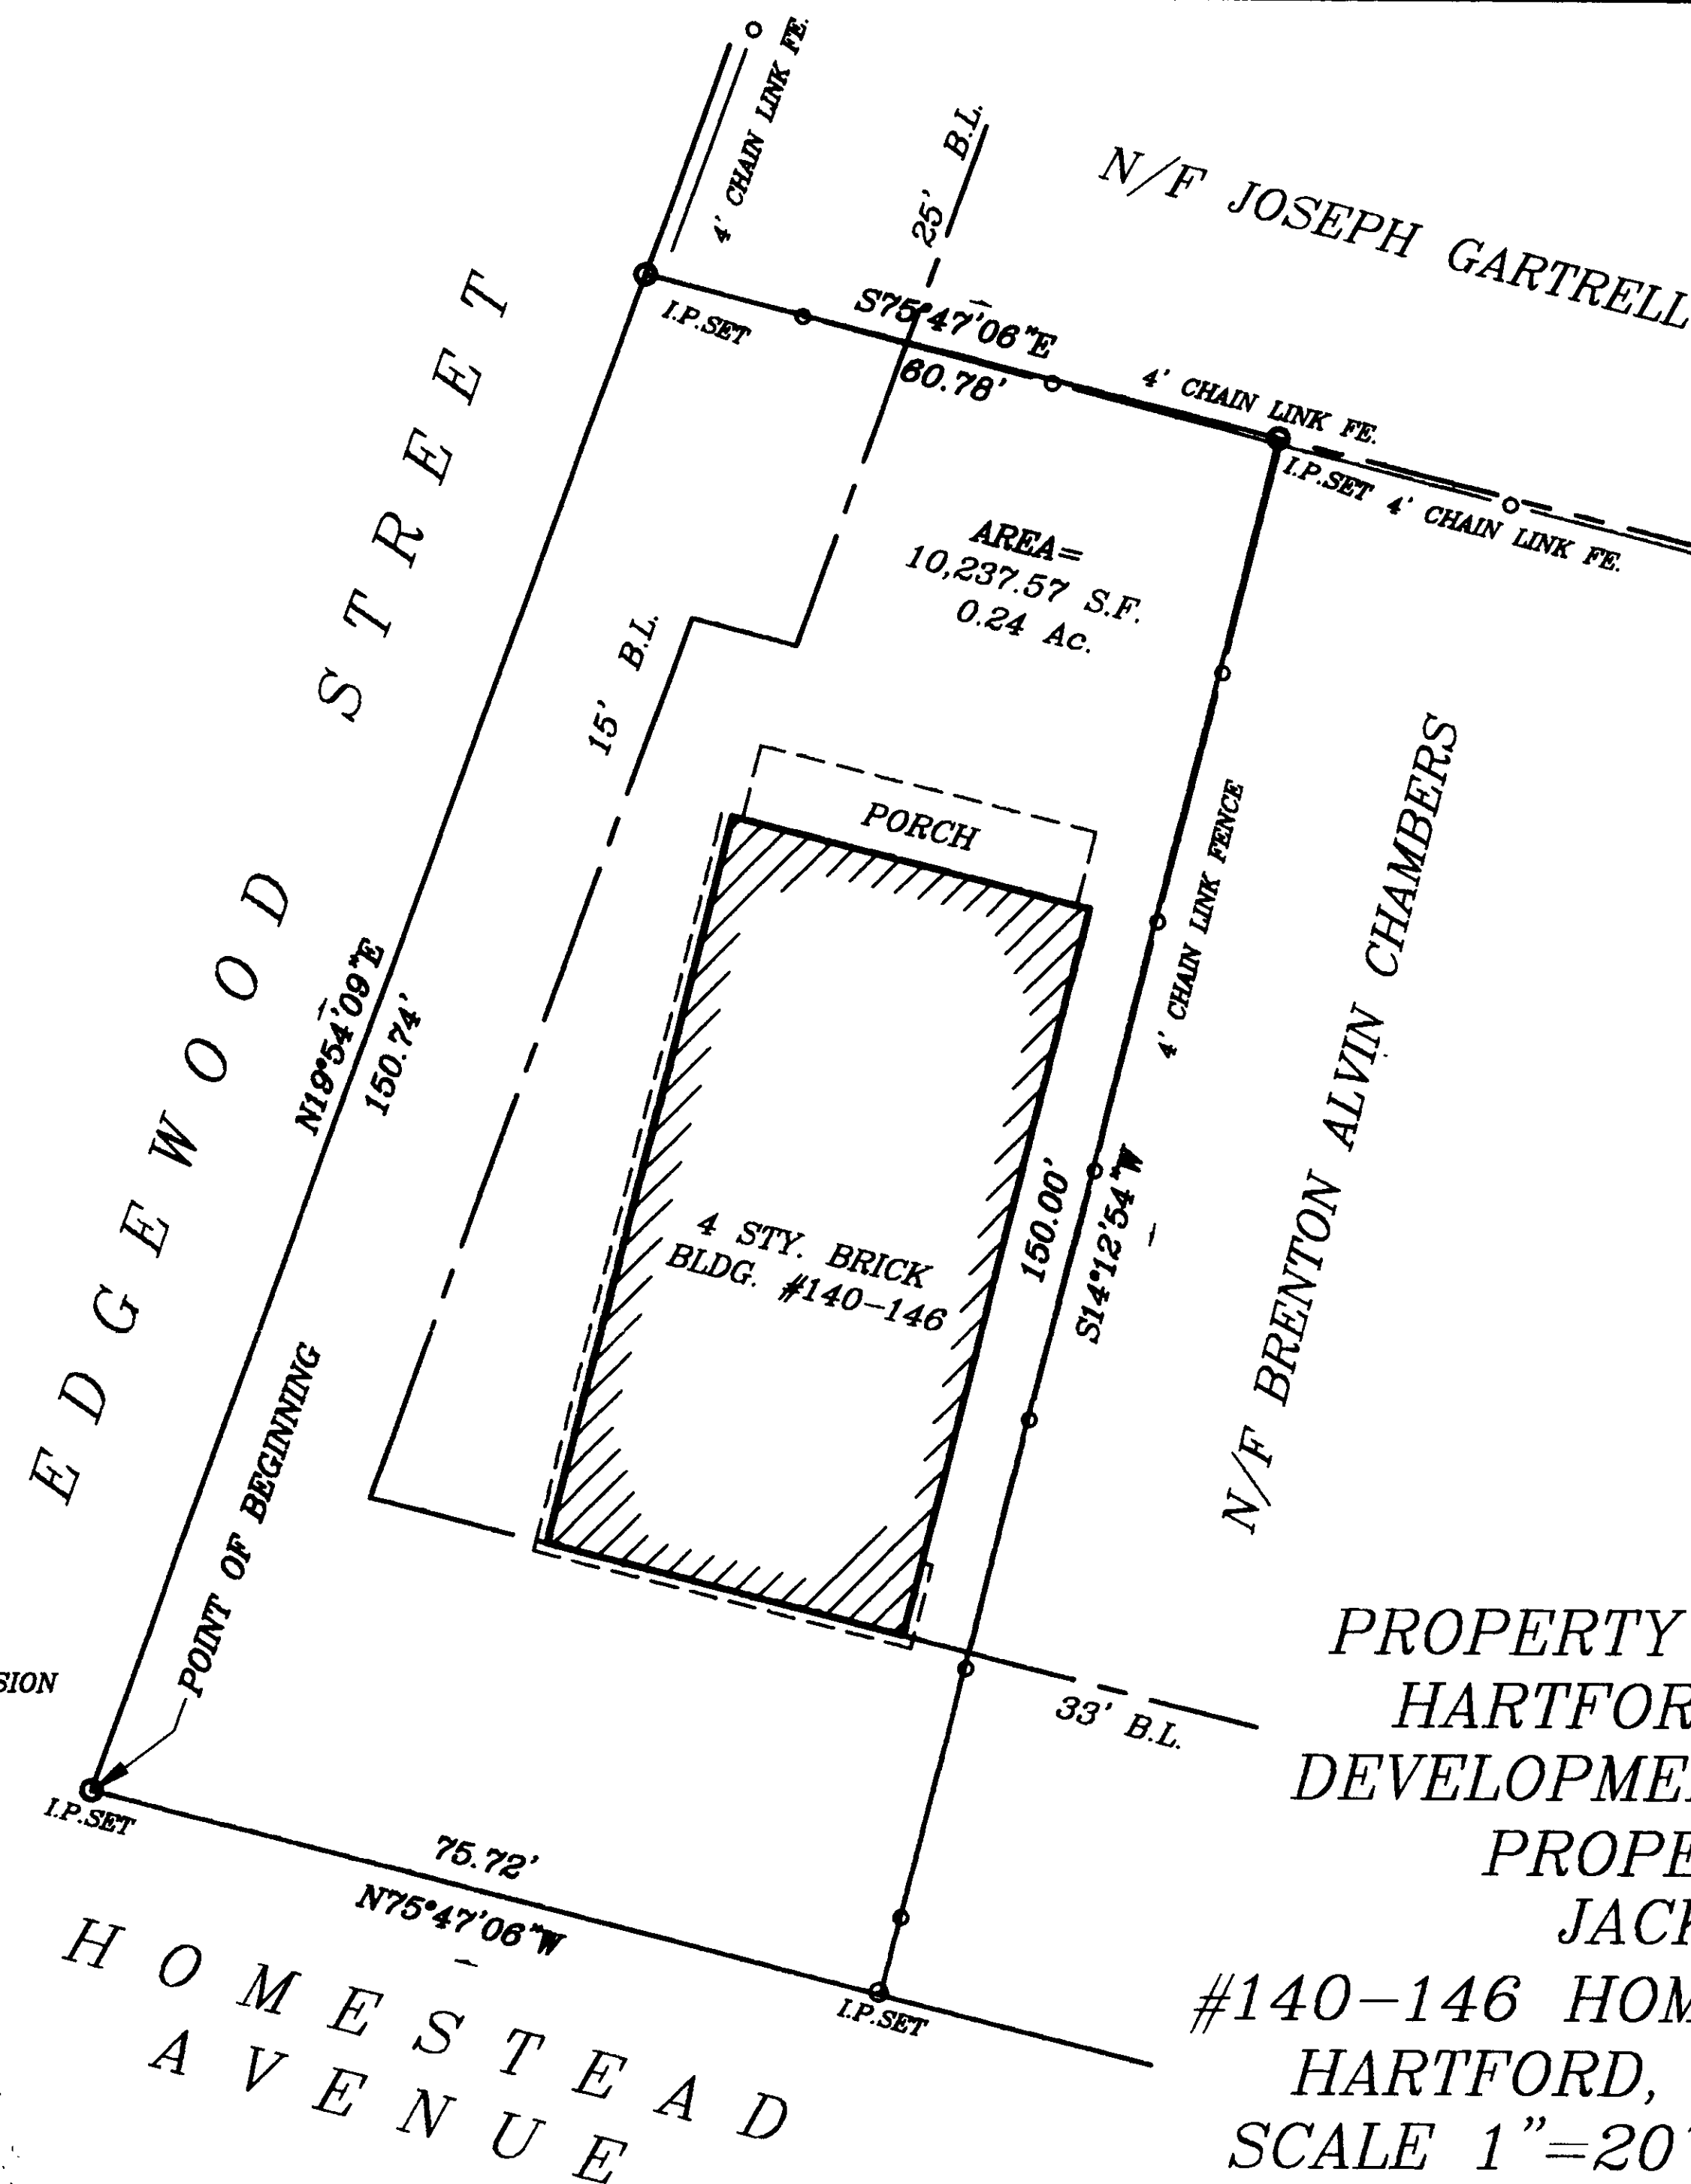 4' CHAIN LINK FE.
25' B.L.
N/F JOSEPH GARTRELL
I.P.SET
S75°47'06"E
60.78'
4' CHAIN LINK FE.
I.P.SET 4' CHAIN LINK FE.
AREA=
10,237.57 S.F.
0.24 Ac.
EDGEWOOD STREET
15' B.L.
PORCH
4' CHAIN LINK FENCE
N/F BRENTON ALVIN CHAMBERS
N19°54'09"E
150.74'
4 STY. BRICK
BLDG. #140-146
150.00'
S14°12'54"W
POINT OF BEGINNING
SION
33' B.L.
I.P.SET
75.72'
N75°47'06"W
I.P.SET
HOMESTEAD
AVENUE
PROPERTY
HARTFOR
DEVELOPME
PROPE
JACK
#140-146 HOM
HARTFORD,
SCALE 1"=20'